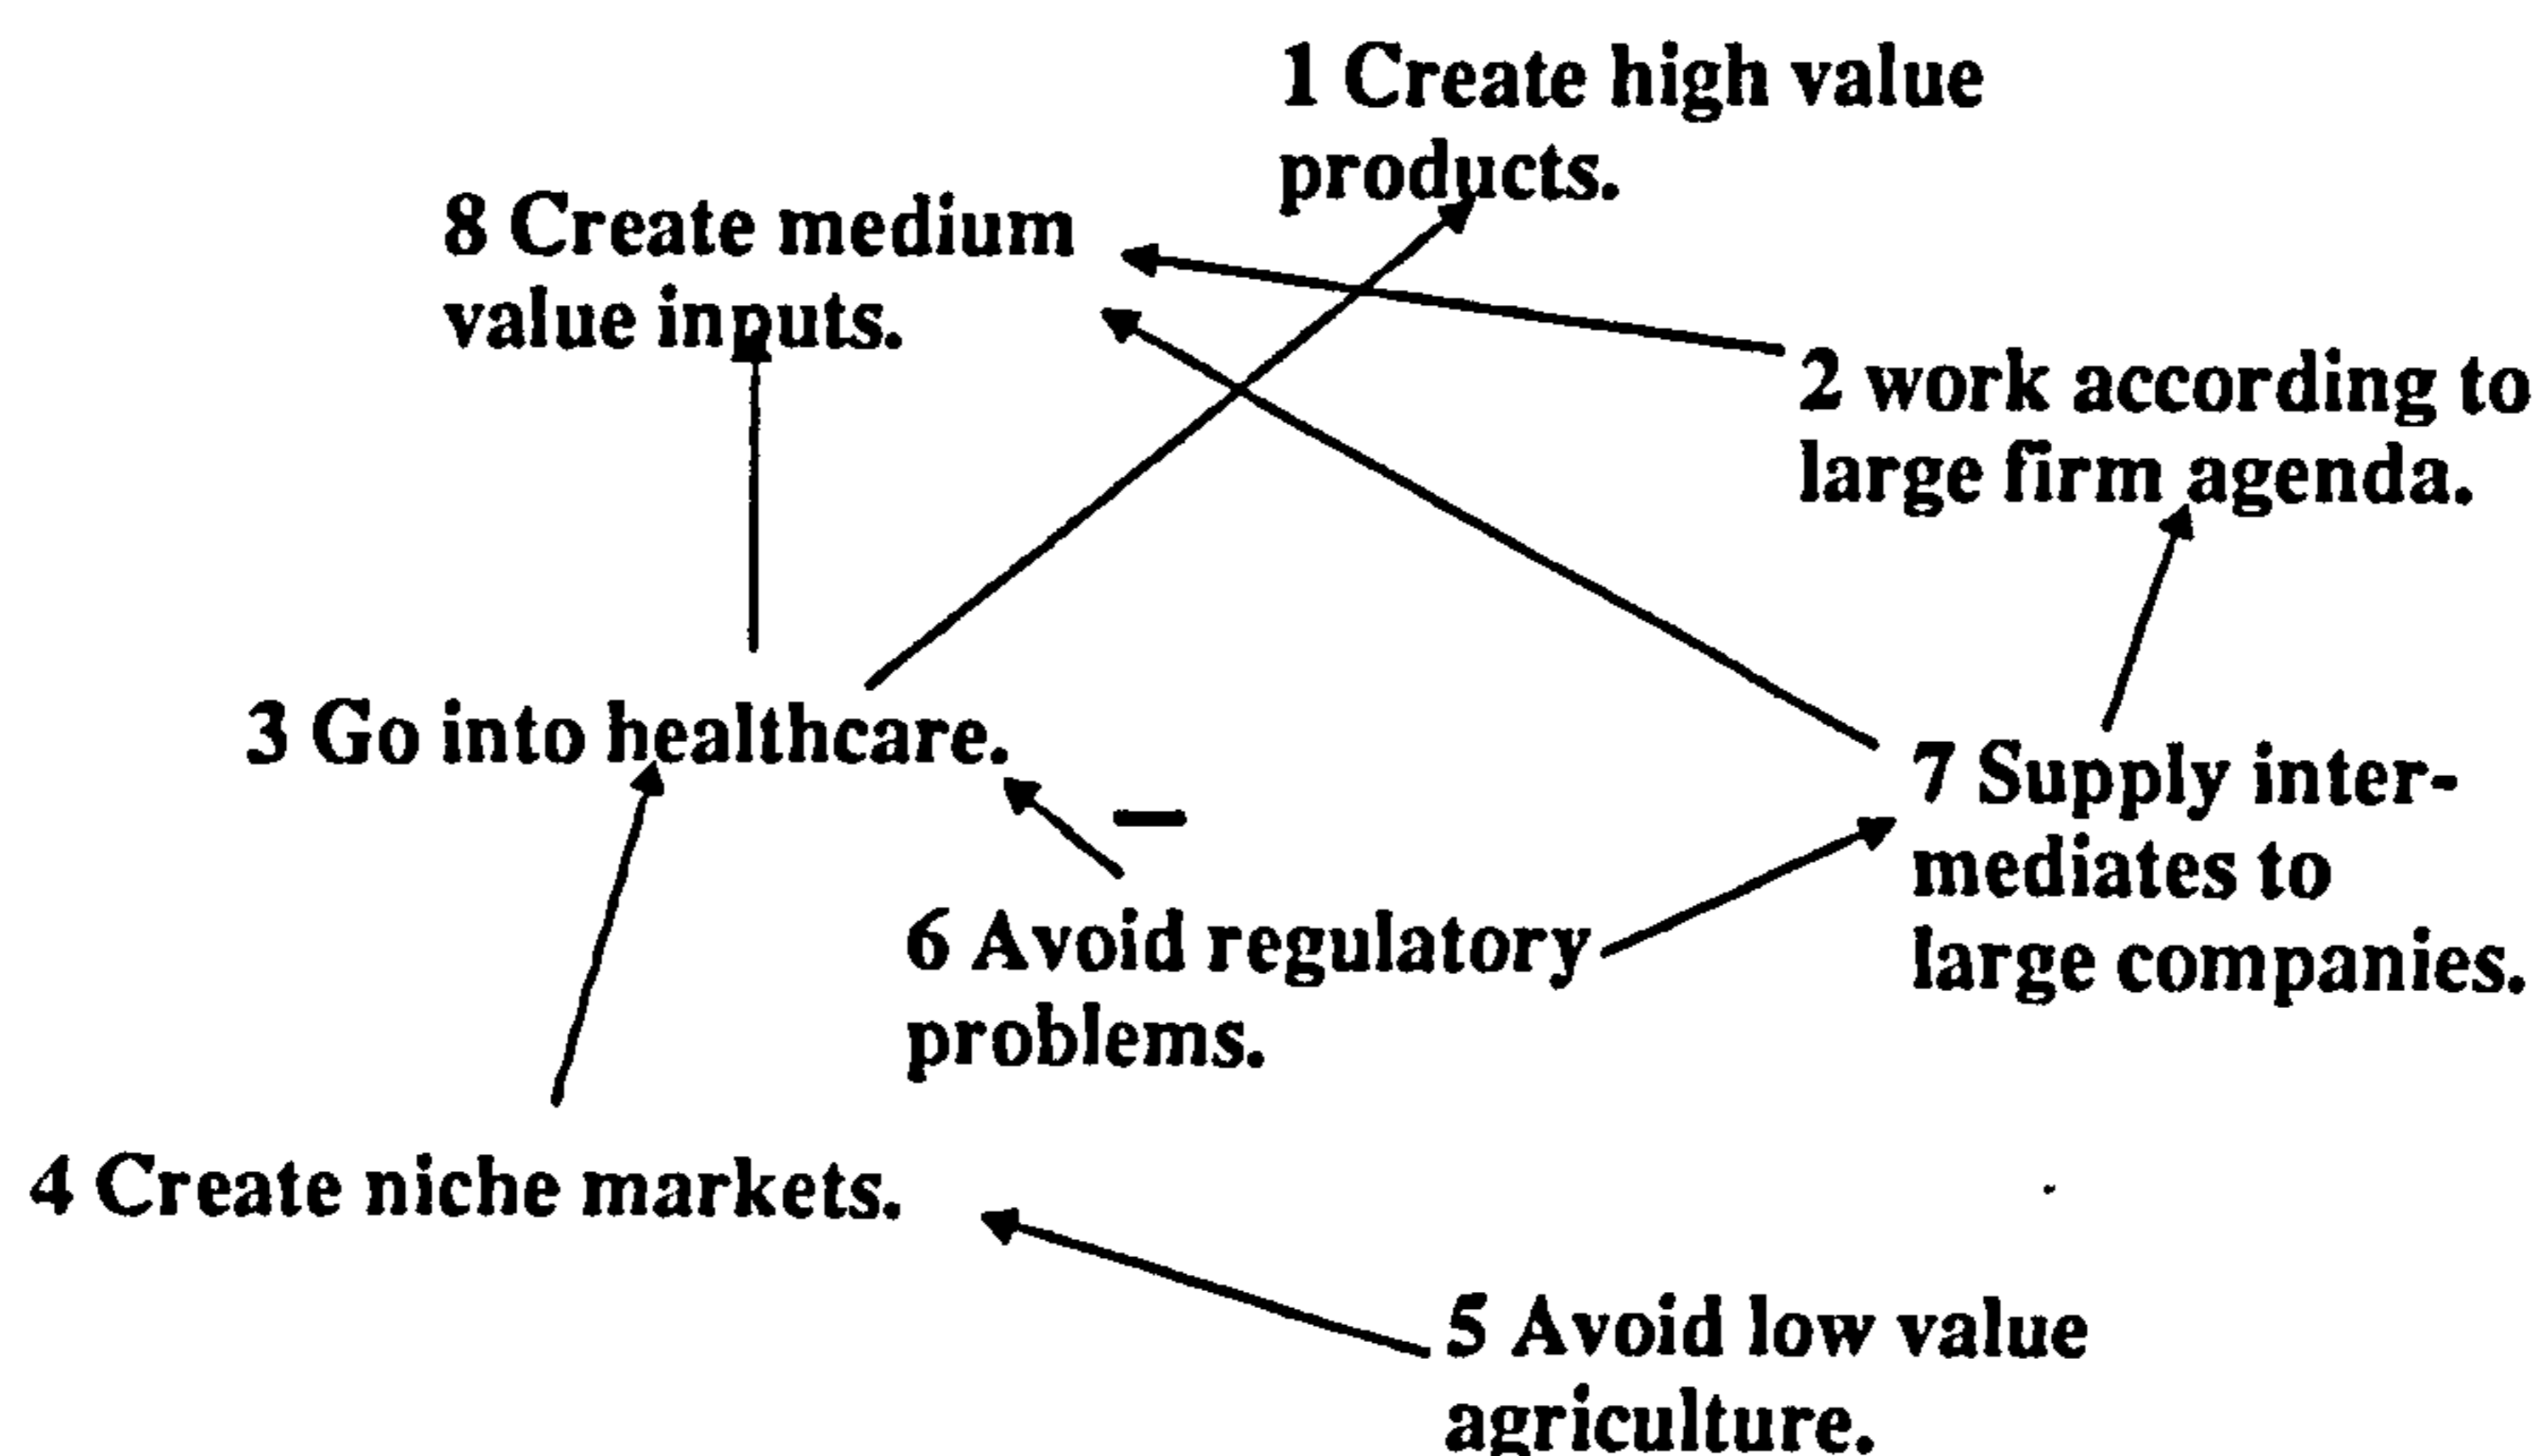 1 Create high value
products.
8 Create medium
value inputs.
2 work according to
large firm agenda.
3 Go into healthcare.
7 Supply inter-
mediates to
large companies.
6 Avoid regulatory
problems.
4 Create niche markets.
5 Avoid low value
agriculture.